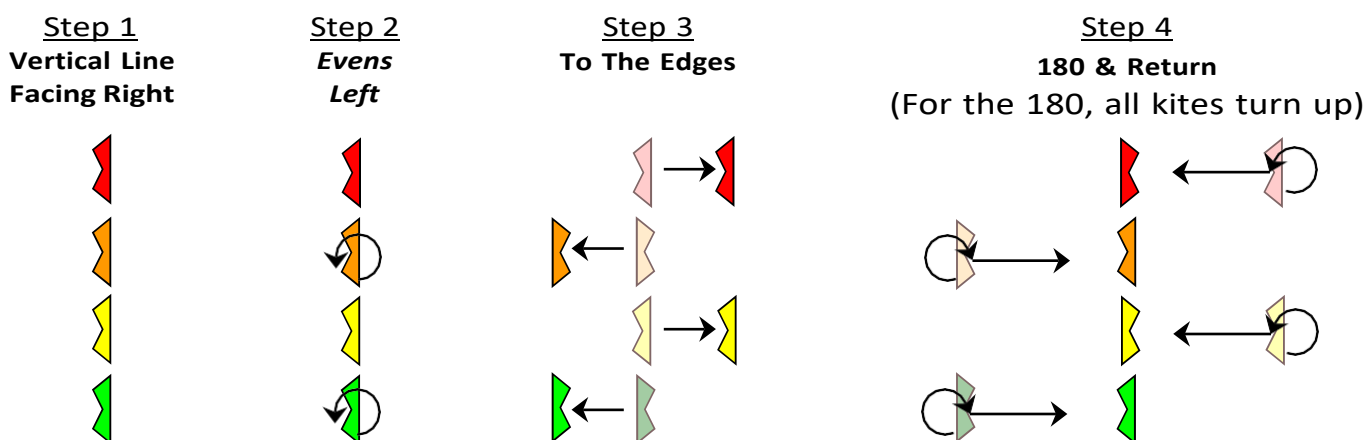 Step 1
Vertical Line
Facing Right
Step 2
Evens
Left
Step 3
To The Edges
Step 4
180 & Return
(For the 180, all kites turn up)